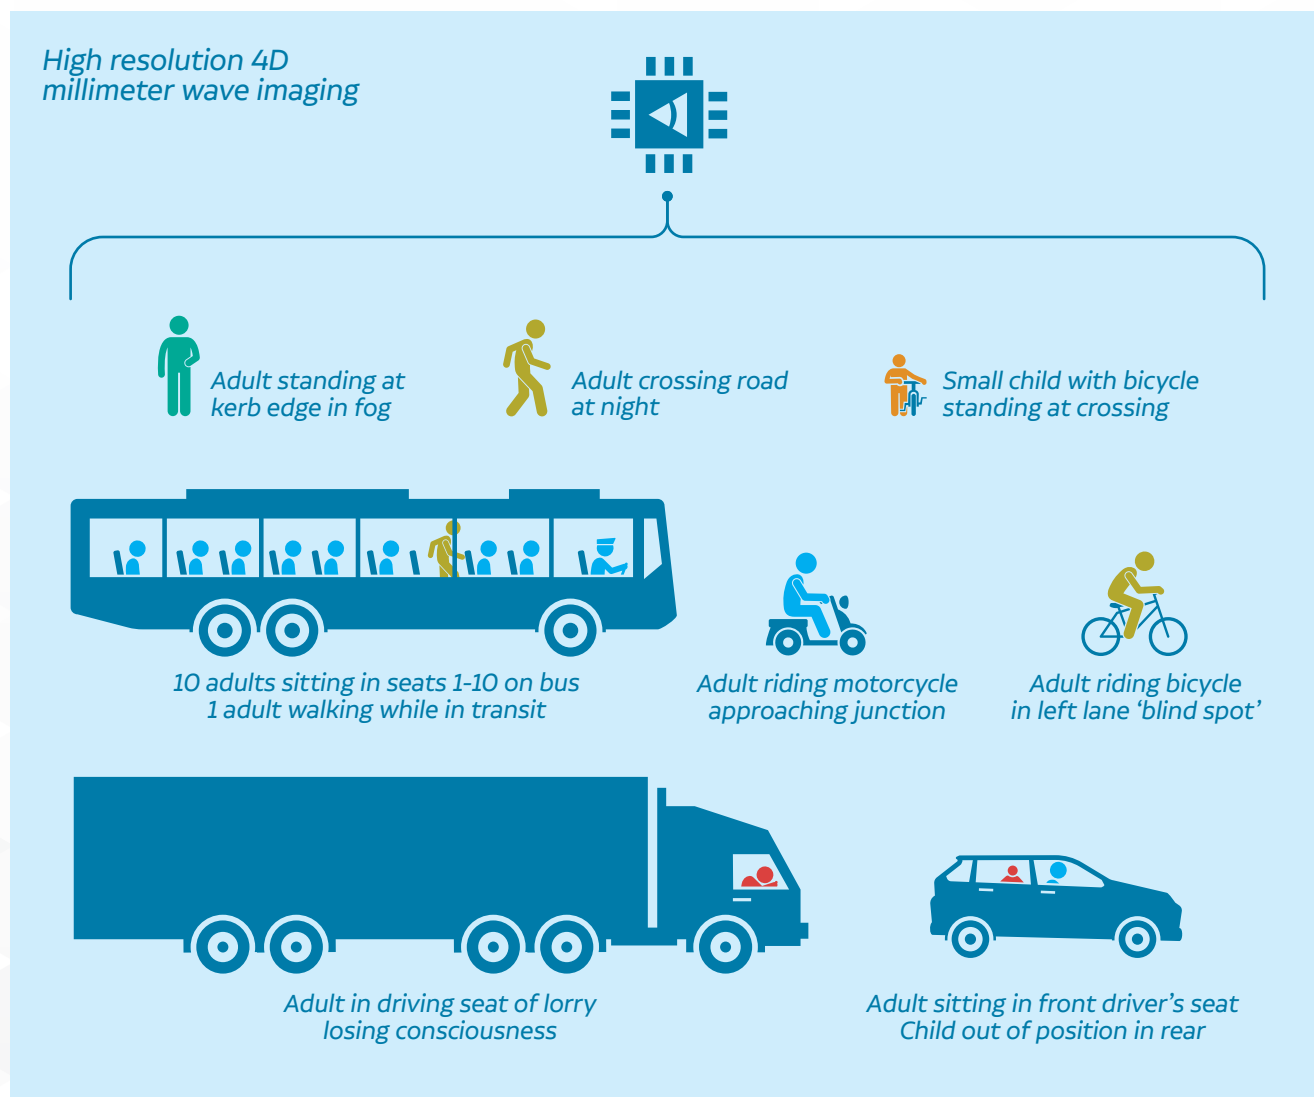 High resolution 4D
millimeter wave imaging
Adult standing at
kerb edge in fog
Adult crossing road
at night
Small child with bicycle
standing at crossing
10 adults sitting in seats 1-10 on bus
1 adult walking while in transit
Adult riding motorcycle
approaching junction
Adult riding bicycle
in left lane ‘blind spot’
Adult in driving seat of lorry
losing consciousness
Adult sitting in front driver’s seat
Child out of position in rear